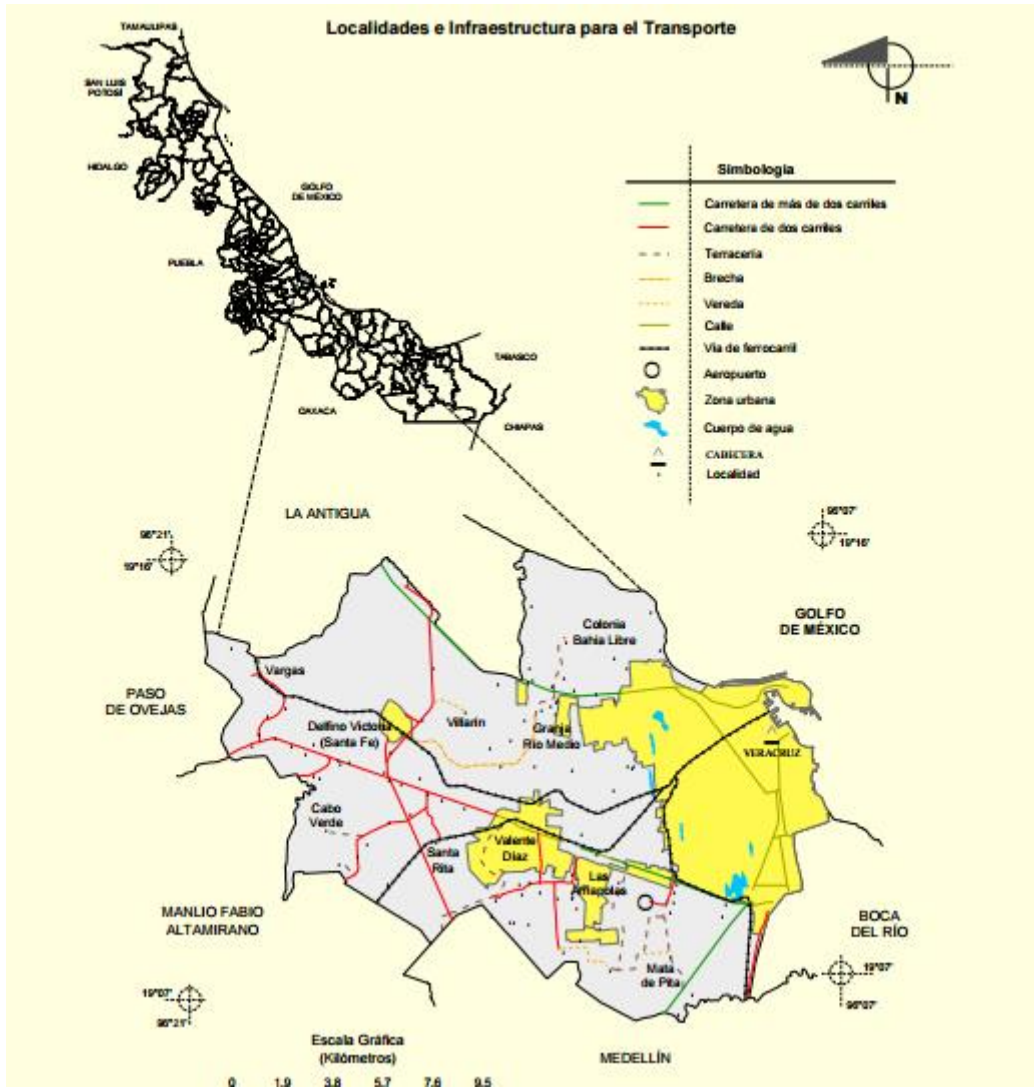 Localidades e Infraestructura para el Transporte
TAMAULIPAS
SAN LUIS
POTOSÍ
HIDALGO
GOLFO
DE MÉXICO
PUEBLA
TABASCO
OAXACA
CHIAPAS
N
Simbología
Carretera de más de dos carriles
Carretera de dos carriles
Terracería
Brecha
Vereda
Calle
Vía de ferrocarril
Aeropuerto
Zona urbana
Cuerpo de agua
CABECERA
Localidad
LA ANTIGUA
96°21'
19°16'
96°07'
19°16'
GOLFO
DE MÉXICO
Colonia
Bahia Libre
Vargas
PASO
DE OVEJAS
Delfino Victoria
(Santa Fe)
Villarin
Granja
Río Medio
VERACRUZ
Cabo
Verde
Santa
Rita
Valente
Díaz
Las
Amapolas
MANLIO FABIO
ALTAMIRANO
BOCA
DEL RÍO
Mata
de Pita
19°07'
96°21'
19°07'
96°07'
Escala Gráfica
(Kilómetros)
MEDELLÍN
0 1.9 3.8 5.7 7.6 9.5